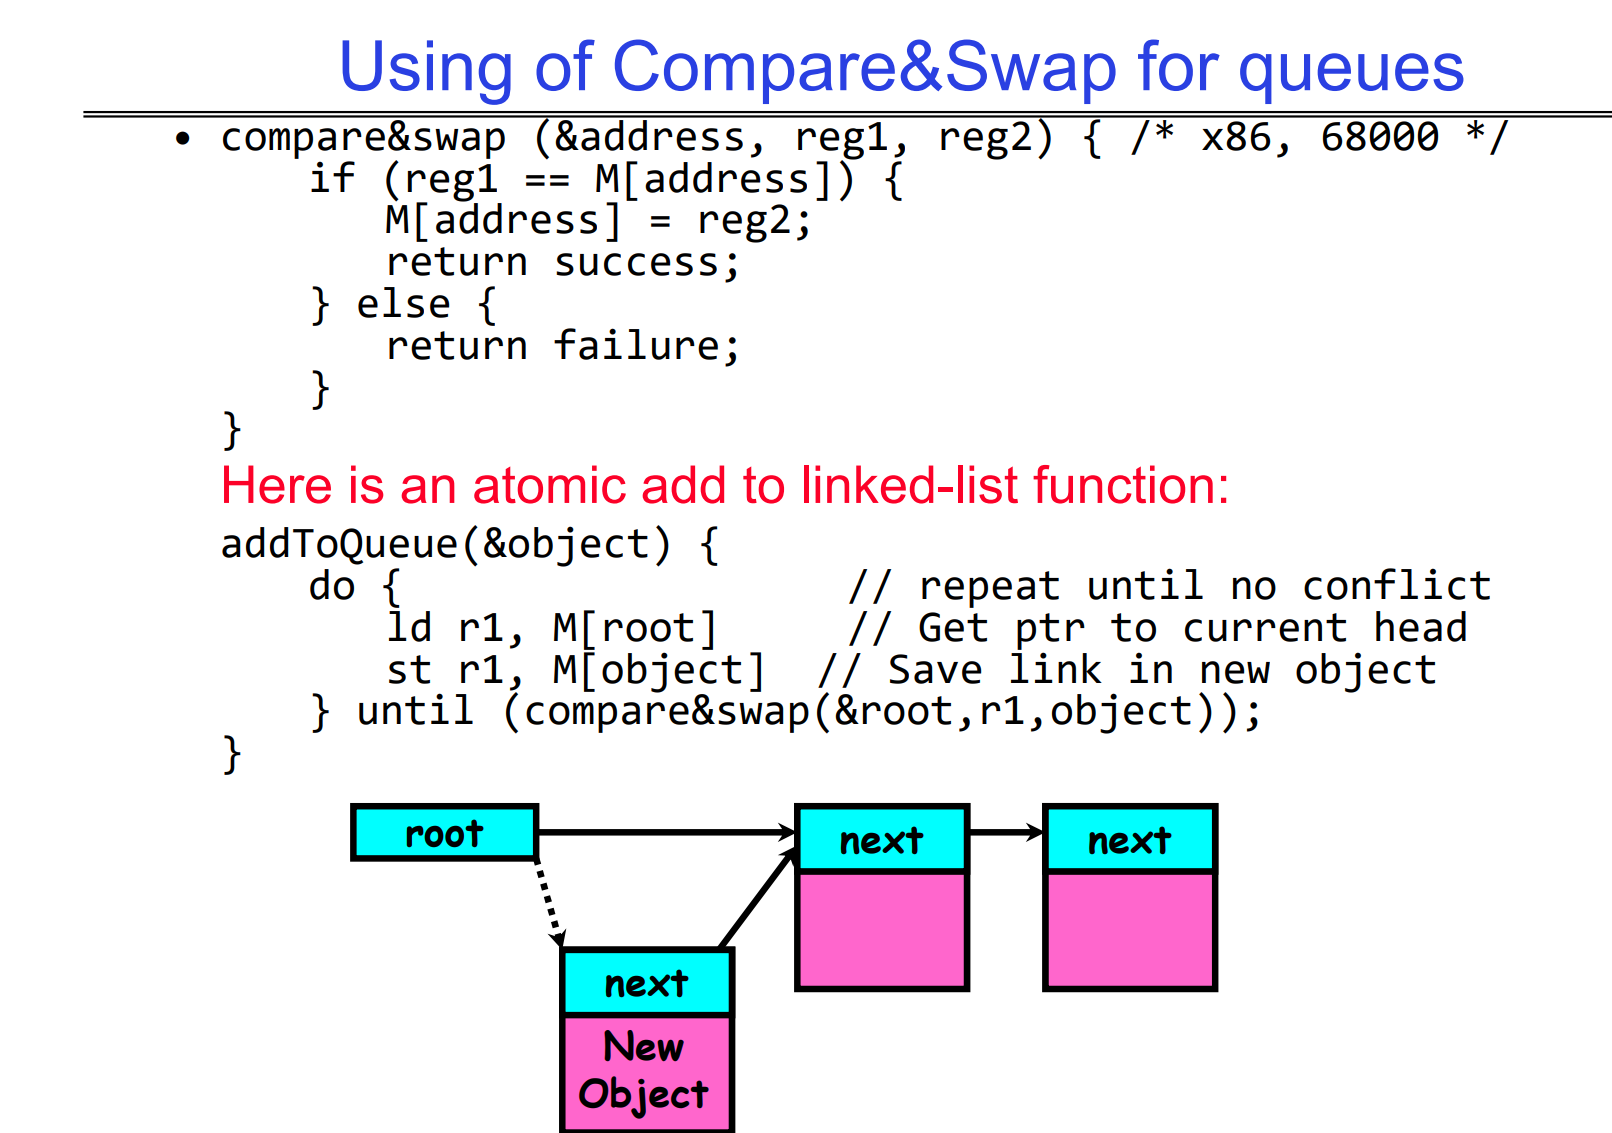 Using of Compare&Swap for queues
• compare&swap (&address, reg1, reg2) { /* x86, 68000 */
if (reg1 == M[address]) {
M[address] = reg2;
return success;
} else {
return failure;
}
}
Here is an atomic add to linked-list function:
addToQueue(&object) {
do { // repeat until no conflict
ld r1, M[root] // Get ptr to current head
st r1, M[object] // Save link in new object
} until (compare&swap(&root,r1,object));
}
root
next
next
next
New
Object